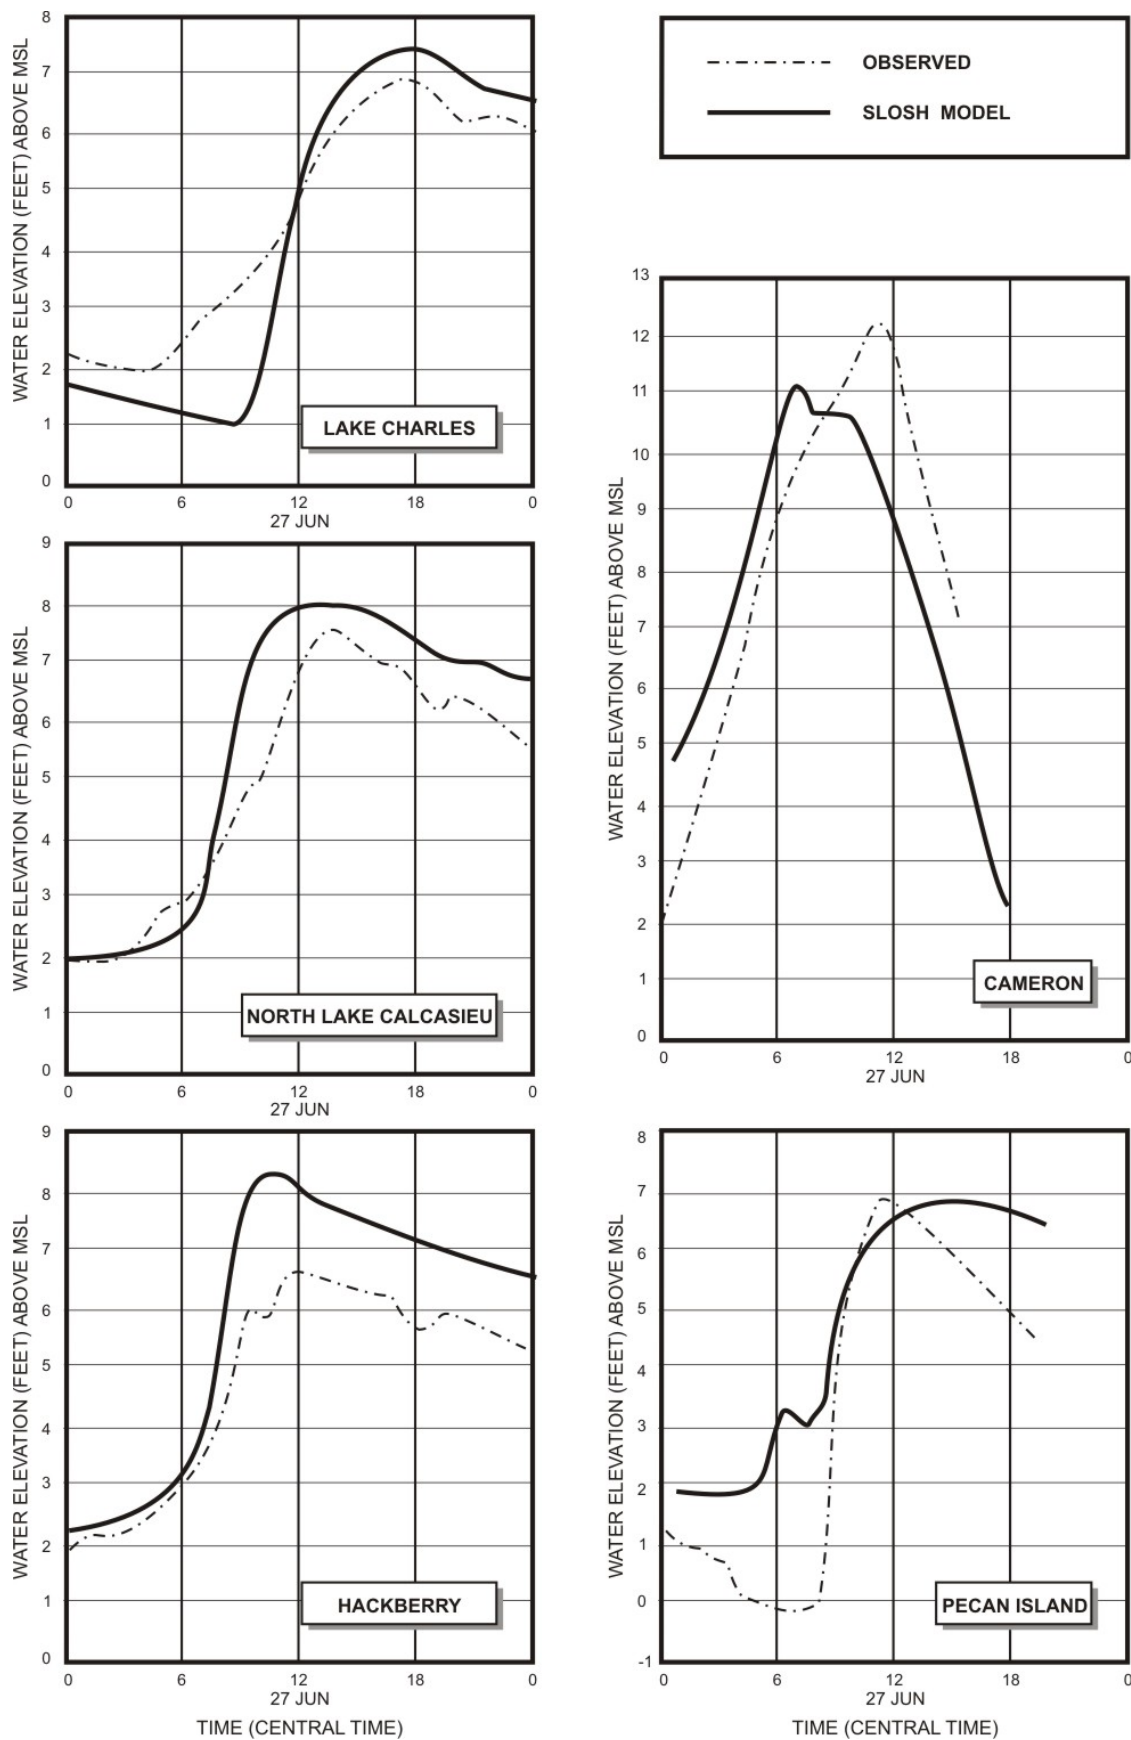 OBSERVED
SLOSH MODEL
WATER ELEVATION (FEET) ABOVE MSL
8
7
6
5
4
3
2
1
0
LAKE CHARLES
0 6 12 18 0
27 JUN
WATER ELEVATION (FEET) ABOVE MSL
9
8
7
6
5
4
3
2
1
0
NORTH LAKE CALCASIEU
0 6 12 18 0
27 JUN
WATER ELEVATION (FEET) ABOVE MSL
9
8
7
6
5
4
3
2
1
0
HACKBERRY
0 6 12 18 0
27 JUN
TIME (CENTRAL TIME)
WATER ELEVATION (FEET) ABOVE MSL
13
12
11
10
9
8
7
6
5
4
3
2
1
0
CAMERON
0 6 12 18 0
27 JUN
WATER ELEVATION (FEET) ABOVE MSL
8
7
6
5
4
3
2
1
0
-1
PECAN ISLAND
0 6 12 18 0
27 JUN
TIME (CENTRAL TIME)